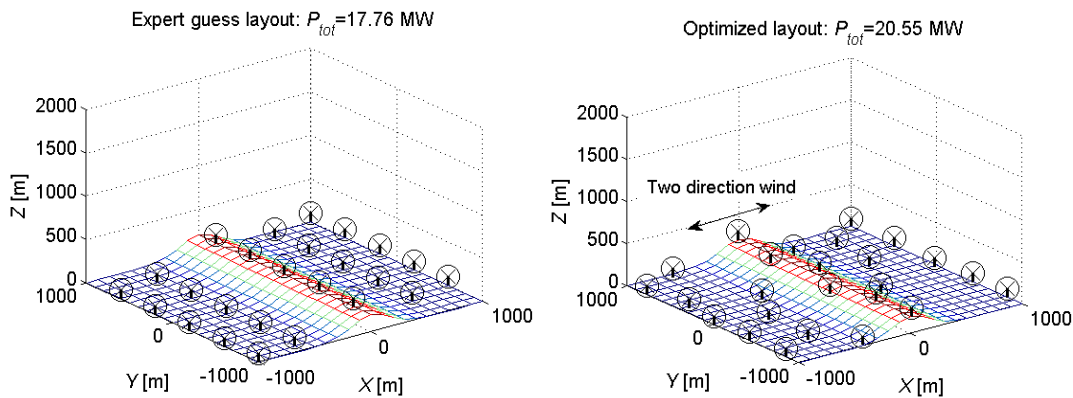 Expert guess layout: P_tot=17.76 MW
2000
1500
1000
500
0
Z [m]
1000
0
-1000
Y [m]
-1000
0
1000
X [m]
Optimized layout: P_tot=20.55 MW
2000
1500
1000
500
0
Z [m]
Two direction wind
1000
0
-1000
Y [m]
-1000
0
1000
X [m]